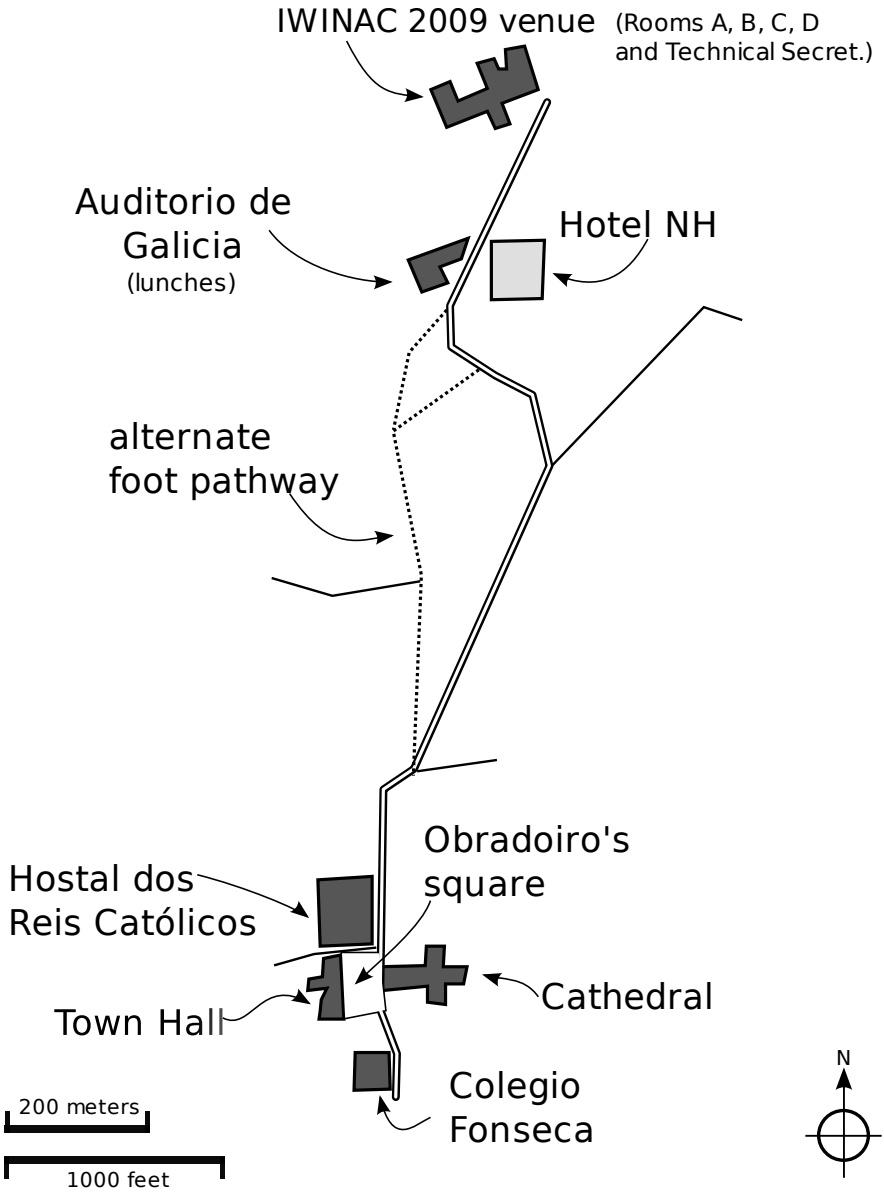 IWINAC 2009 venue (Rooms A, B, C, D
and Technical Secret.)
Auditorio de
Galicia
(lunches)
Hotel NH
alternate
foot pathway
Obradoiro's
square
Hostal dos
Reis Católicos
Cathedral
Town Hall
Colegio
Fonseca
N
200 meters
1000 feet